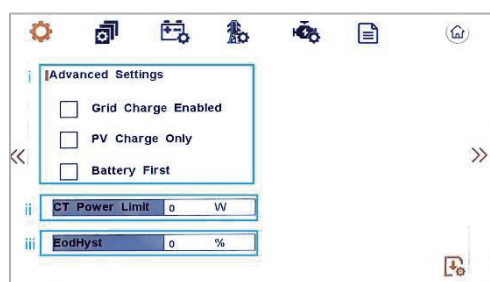 i
Advanced Settings
Grid Charge Enabled
PV Charge Only
Battery First
ii
CT Power Limit 0 W
iii
EodHyst 0 %